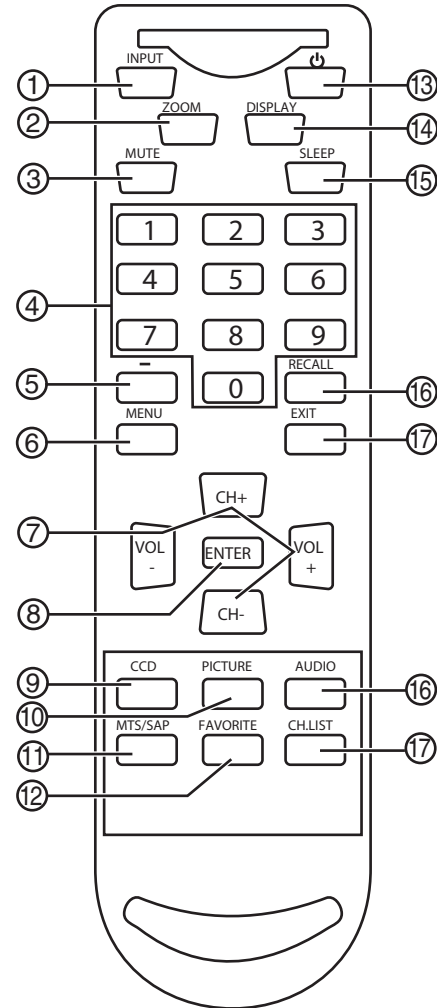 INPUT ⏻
① ⑬
ZOOM DISPLAY
② ⑭
MUTE SLEEP
③ ⑮
1 2 3
4 5 6
④
7 8 9
– RECALL
⑤ 0 ⑯
MENU EXIT
⑥ ⑰
CH+
⑦
VOL - ENTER VOL +
⑧
CH-
CCD PICTURE AUDIO
⑨ ⑯
⑩
MTS/SAP FAVORITE CH.LIST
⑪ ⑰
⑫